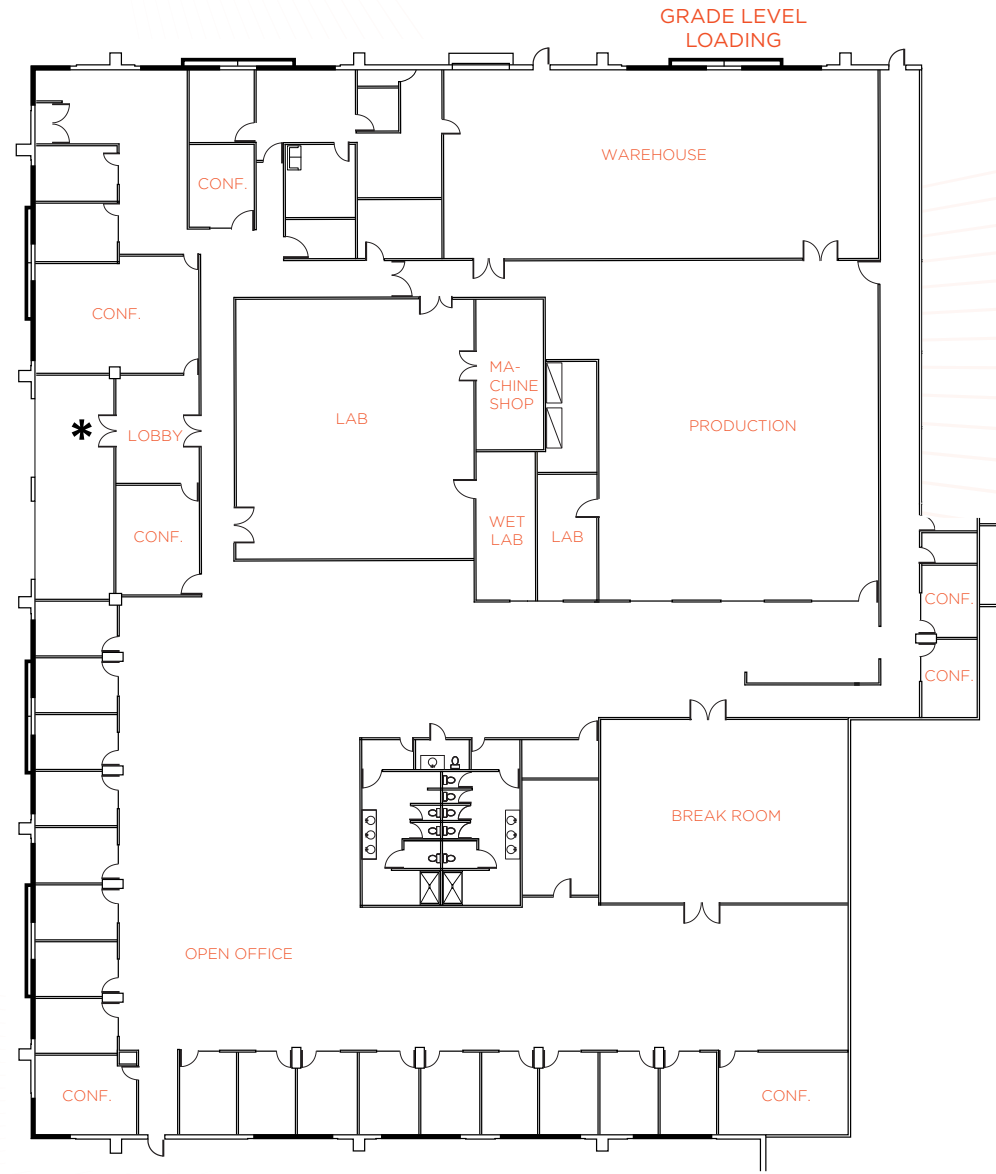 GRADE LEVEL
LOADING
WAREHOUSE
CONF.
CONF.
MA-
CHINE
SHOP
LAB
PRODUCTION
*
LOBBY
WET
LAB
LAB
CONF.
CONF.
CONF.
BREAK ROOM
OPEN OFFICE
CONF.
CONF.